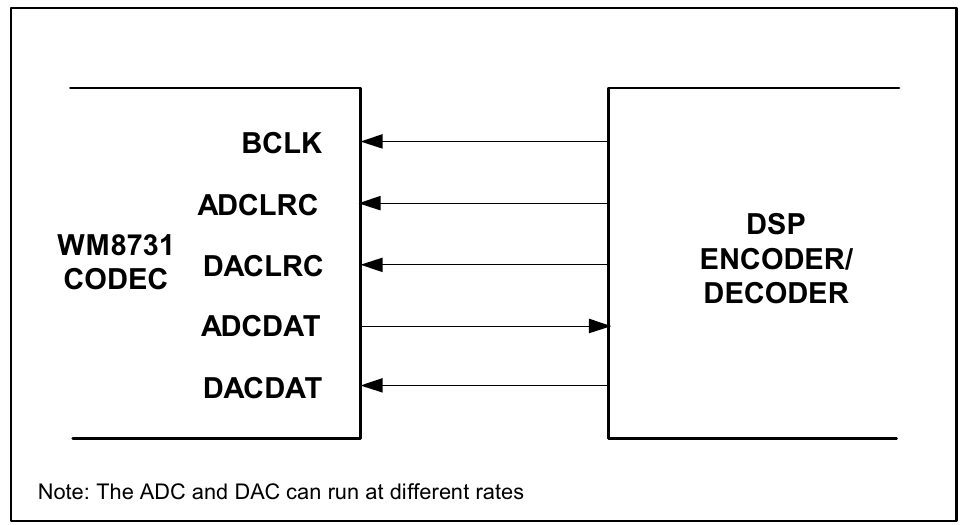 BCLK
ADCLRC
WM8731
CODEC
DACLRC
ADCDAT
DACDAT
DSP
ENCODER/
DECODER
Note: The ADC and DAC can run at different rates